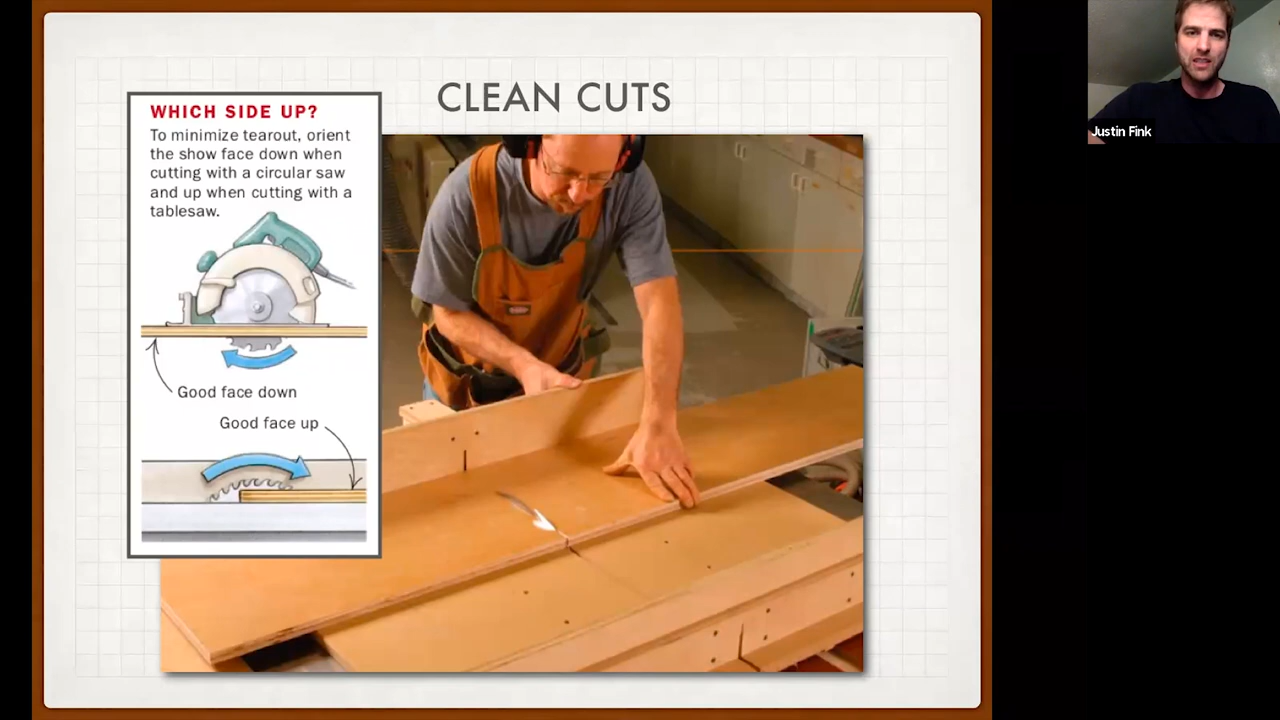 CLEAN CUTS
WHICH SIDE UP?
To minimize tearout, orient
the show face down when
cutting with a circular saw
and up when cutting with a
tablesaw.
Good face down
Good face up
Justin Fink